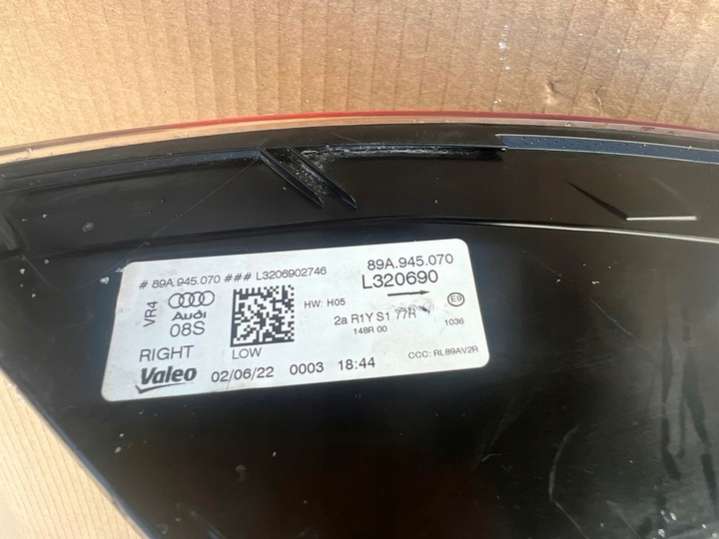 # 89A.945.070 ### L3206902746
89A.945.070
L320690
VR4
Audi
08S
HW: H05
2a R1Y S1 77R
148R 00
1036
RIGHT
LOW
CCC: RL89AV2R
Valeo
02/06/22 0003 18:44